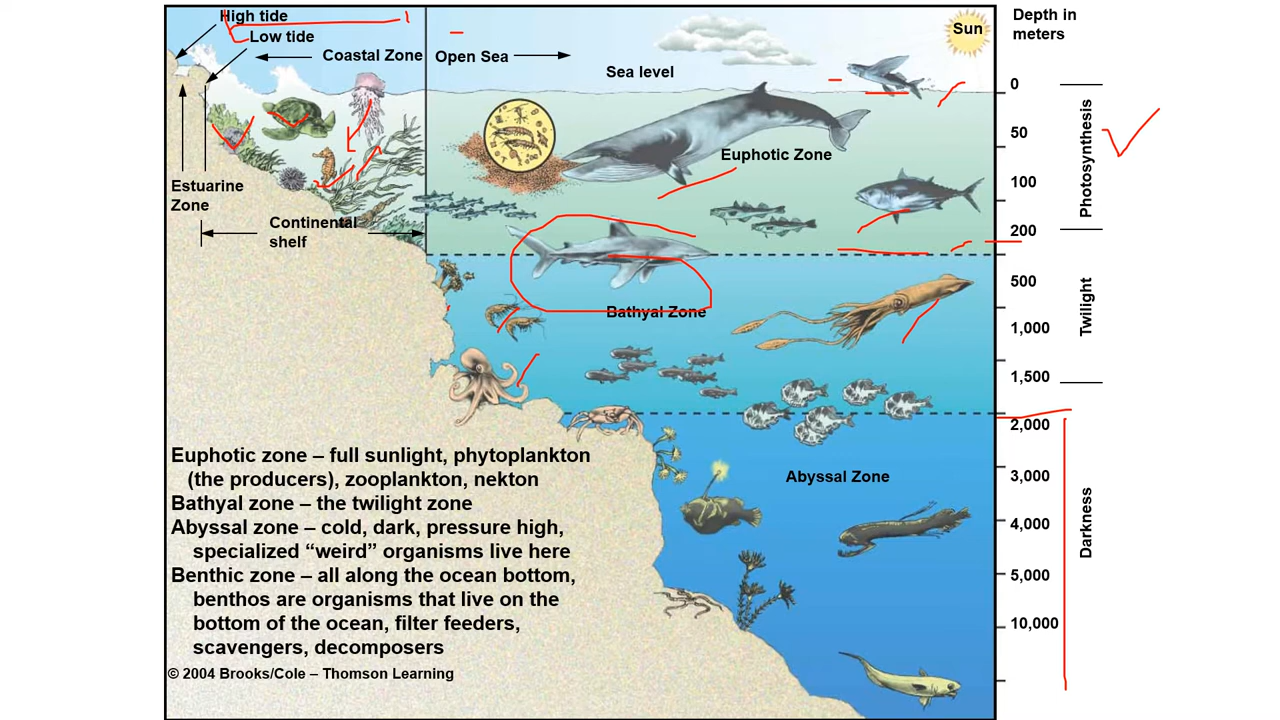 High tide
Low tide
Coastal Zone
Open Sea
Sea level
Sun
Depth in
meters
0
50
100
200
500
1,000
1,500
2,000
3,000
4,000
5,000
10,000
Photosynthesis
Twilight
Darkness
Euphotic Zone
Estuarine
Zone
Continental
shelf
Bathyal Zone
Abyssal Zone
Euphotic zone – full sunlight, phytoplankton
(the producers), zooplankton, nekton
Bathyal zone – the twilight zone
Abyssal zone – cold, dark, pressure high,
specialized “weird” organisms live here
Benthic zone – all along the ocean bottom,
benthos are organisms that live on the
bottom of the ocean, filter feeders,
scavengers, decomposers
© 2004 Brooks/Cole – Thomson Learning